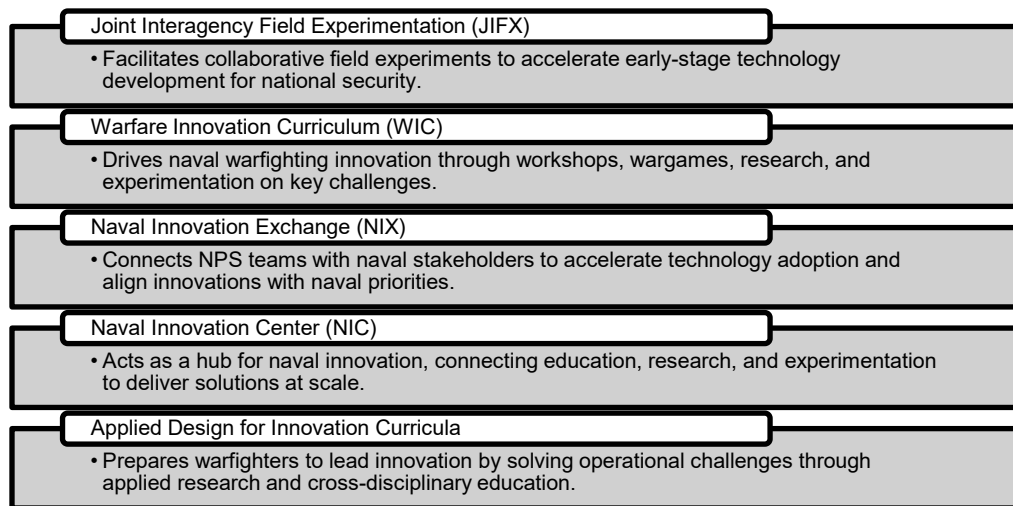 Joint Interagency Field Experimentation (JIFX)
• Facilitates collaborative field experiments to accelerate early-stage technology
development for national security.
Warfare Innovation Curriculum (WIC)
• Drives naval warfighting innovation through workshops, wargames, research, and
experimentation on key challenges.
Naval Innovation Exchange (NIX)
• Connects NPS teams with naval stakeholders to accelerate technology adoption and
align innovations with naval priorities.
Naval Innovation Center (NIC)
• Acts as a hub for naval innovation, connecting education, research, and experimentation
to deliver solutions at scale.
Applied Design for Innovation Curricula
• Prepares warfighters to lead innovation by solving operational challenges through
applied research and cross-disciplinary education.